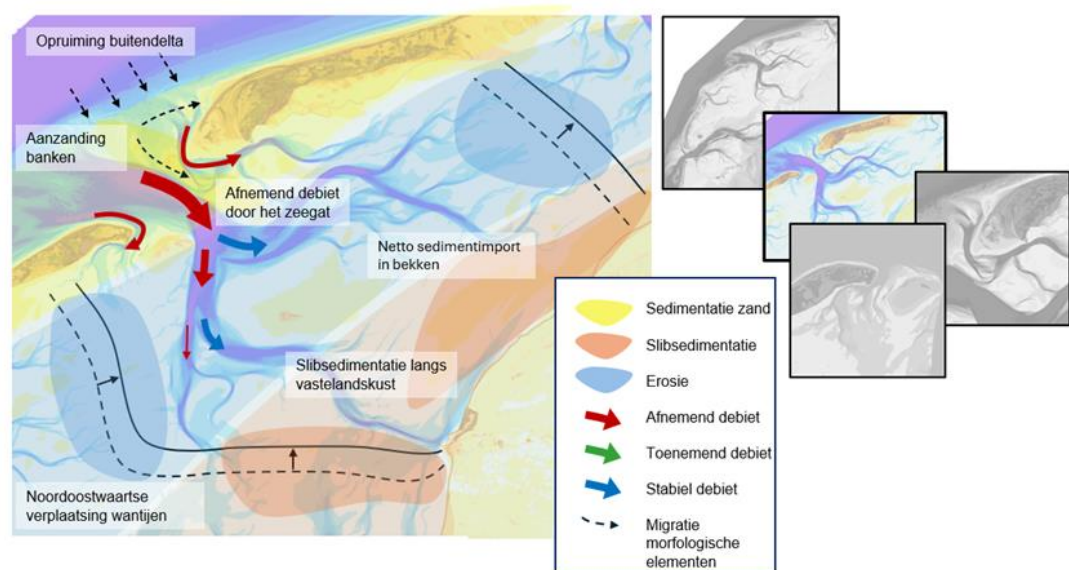 Opruiming buitendelta
Aanzanding
banken
Afnemend debiet
door het zeegat
Netto sedimentimport
in bekken
Slibsedimentatie langs
vastelandskust
Noordoostwaartse
verplaatsing wantijen
Sedimentatie zand
Slibsedimentatie
Erosie
Afnemend debiet
Toenemend debiet
Stabiel debiet
Migratie
morfologische
elementen